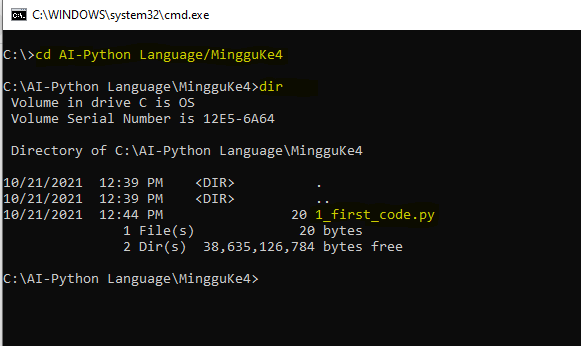 C:\WINDOWS\system32\cmd.exe
C:\>cd AI-Python Language/MingguKe4
C:\AI-Python Language\MingguKe4>dir
Volume in drive C is OS
Volume Serial Number is 12E5-6A64
Directory of C:\AI-Python Language\MingguKe4
10/21/2021  12:39 PM    <DIR>          .
10/21/2021  12:39 PM    <DIR>          ..
10/21/2021  12:44 PM                20 1_first_code.py
1 File(s)             20 bytes
2 Dir(s)  38,635,126,784 bytes free
C:\AI-Python Language\MingguKe4>